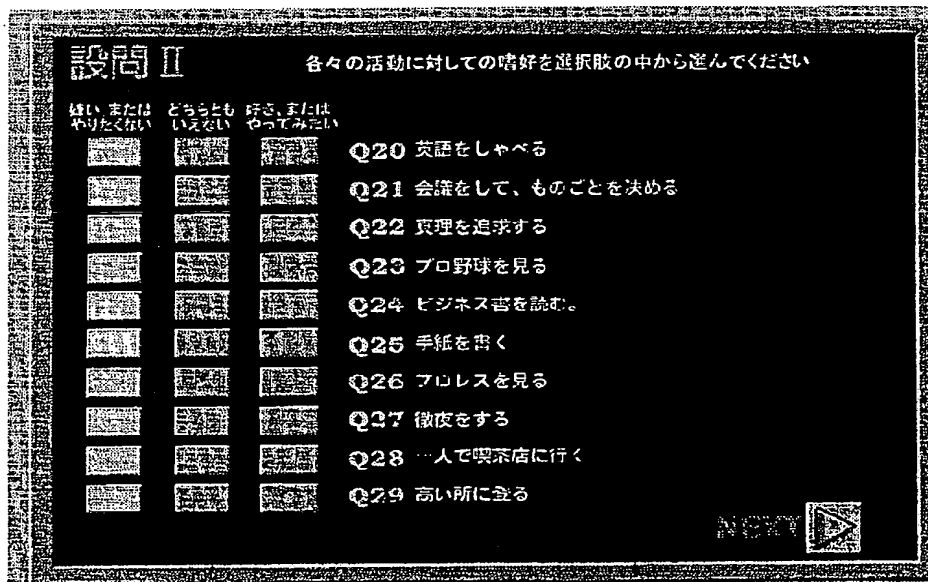 設問 II
各々の活動に対しての嗜好を選択肢の中から選んでください
嫌い、または
やりたくない
どちらとも
いえない
好き、または
やってみたい
Q20 英語をしゃべる
Q21 会議をして、ものごとを決める
Q22 真理を追求する
Q23 プロ野球を見る
Q24 ビジネス書を読む。
Q25 手紙を書く
Q26 プロレスを見る
Q27 徹夜をする
Q28 一人で喫茶店に行く
Q29 高い所に登る
NEXT